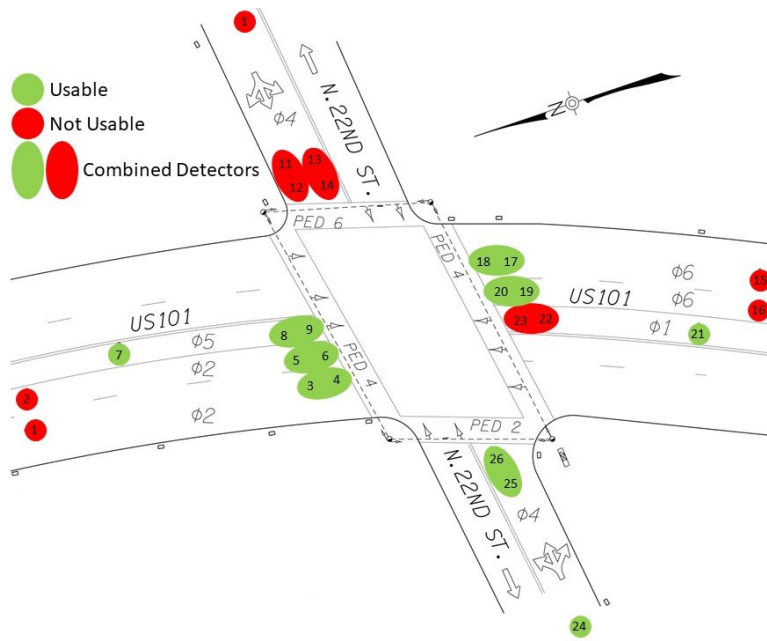 1
Usable
Not Usable
Combined Detectors
Φ4
N. 22ND ST.
N
11
13
12
14
PED 6
PED 4
18 17
20 19
23 22
Φ6
Φ6
15
16
US101
Φ1
21
US101
Φ5
7
Φ2
Φ2
2
1
8 9
5 6
3 4
PED 4
PED 2
N. 22ND ST.
26
25
Φ4
24